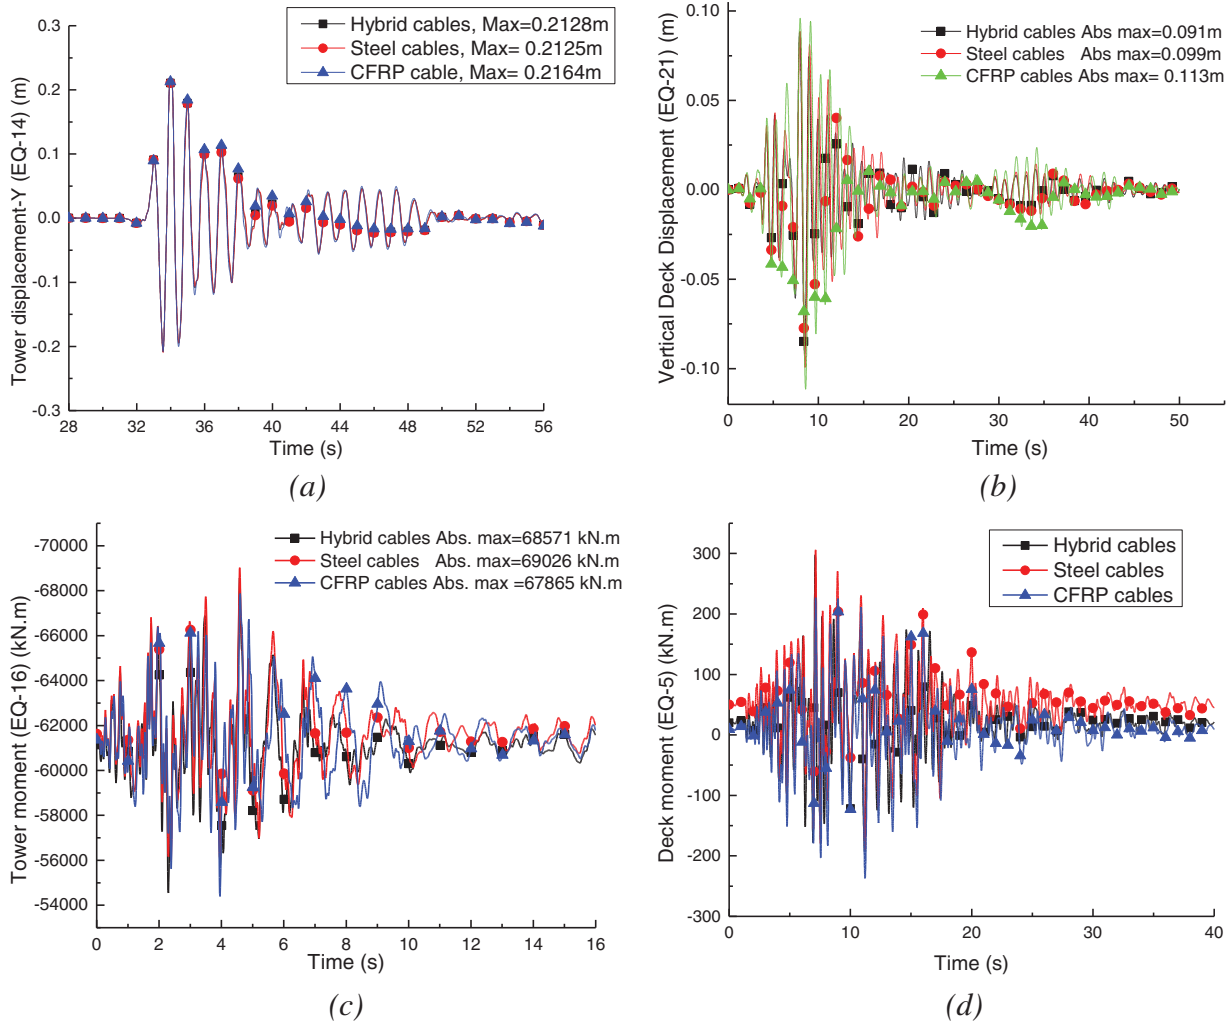 Hybrid cables, Max=0.2128m
Steel cables, Max= 0.2125m
CFRP cable, Max= 0.2164m
Tower displacement-Y (EQ-14) (m)
0.3
0.2
0.1
0.0
-0.1
-0.2
-0.3
28 32 36 40 44 48 52 56
Time (s)
(a)
Hybrid cables Abs max=0.091m
Steel cables Abs max=0.099m
CFRP cables Abs max= 0.113m
Vertical Deck Displacement (EQ-21) (m)
0.10
0.05
0.00
-0.05
-0.10
0 10 20 30 40 50
Time (s)
(b)
Hybrid cables Abs. max=68571 kN.m
Steel cables Abs. max=69026 kN.m
CFRP cables Abs. max =67865 kN.m
Tower moment (EQ-16) (kN.m)
-70000
-68000
-66000
-64000
-62000
-60000
-58000
-56000
-54000
0 2 4 6 8 10 12 14 16
Time (s)
(c)
Hybrid cables
Steel cables
CFRP cables
Deck moment (EQ-5) (kN.m)
300
200
100
0
-100
-200
-300
0 10 20 30 40
Time (s)
(d)